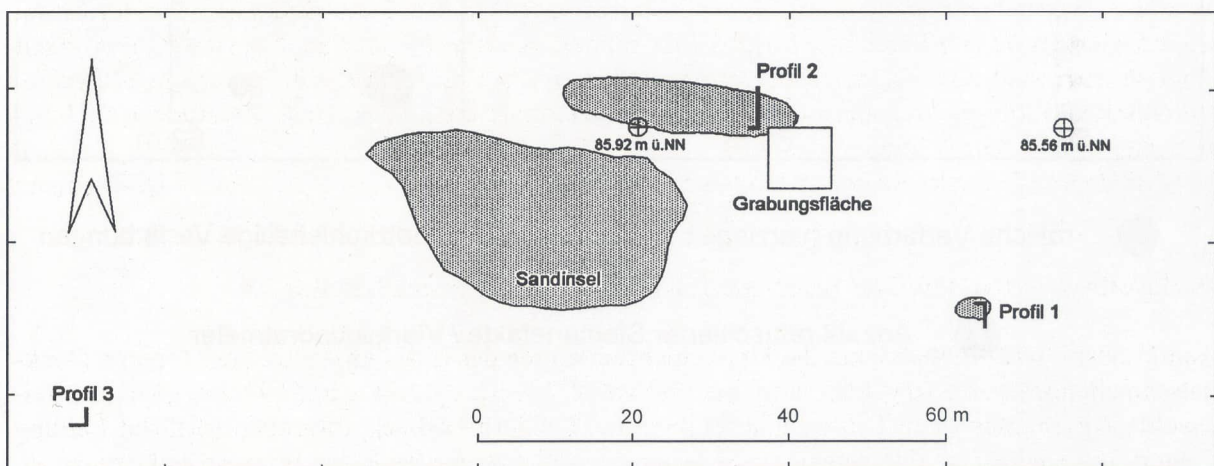 Profil 2
85.92 m ü.NN
85.56 m ü.NN
Grabungsfläche
Sandinsel
Profil 1
Profil 3
0 20 40 60 m